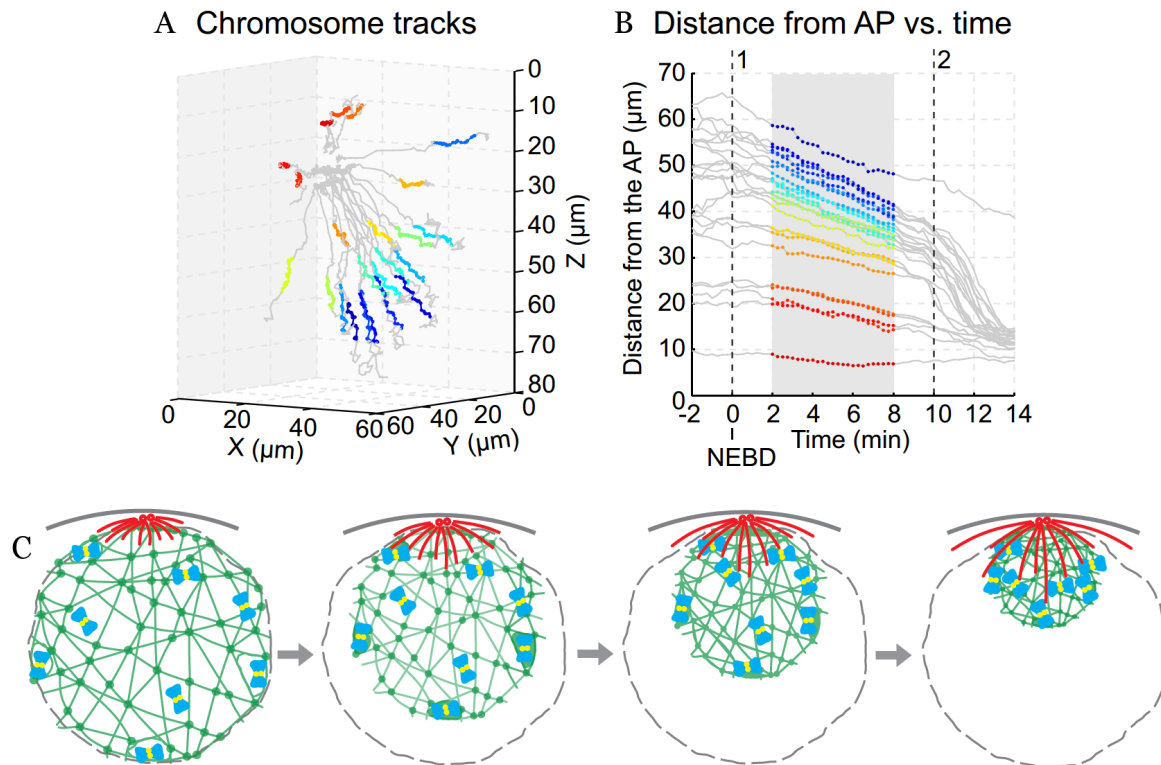 A Chromosome tracks
0
10
20
30
40
50
60
70
80
Z (µm)
0
20
40
60
X (µm)
60
40
20
0
Y (µm)
B Distance from AP vs. time
1
2
70
60
50
40
30
20
10
0
Distance from the AP (µm)
-2 0 2 4 6 8 10 12 14
Time (min)
NEBD
C